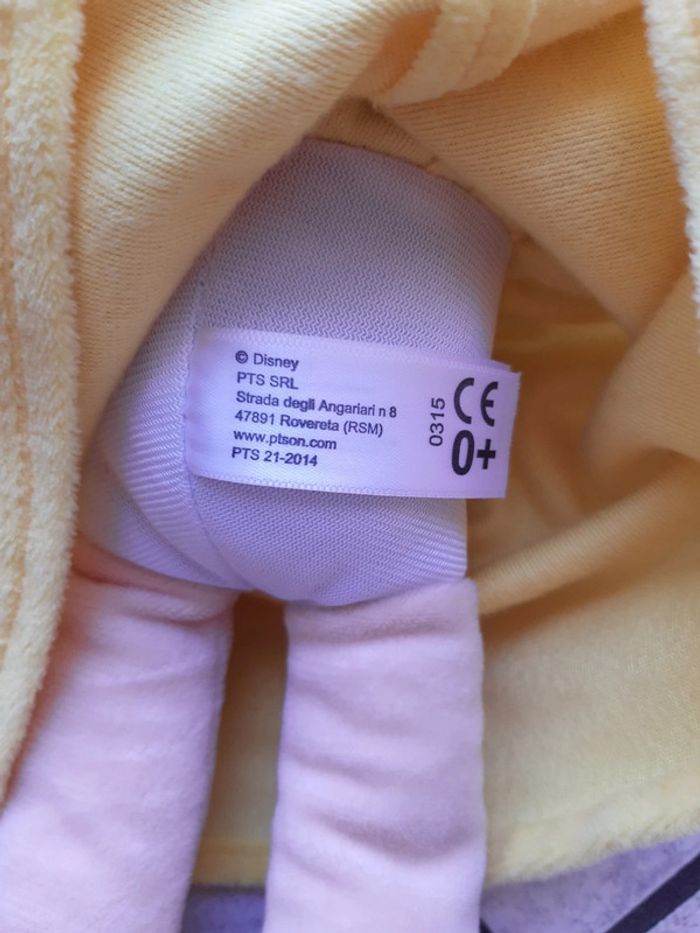 © Disney
PTS SRL
Strada degli Angariari n 8
47891 Rovereta (RSM)
www.ptson.com
PTS 21-2014
0315
CE
0+